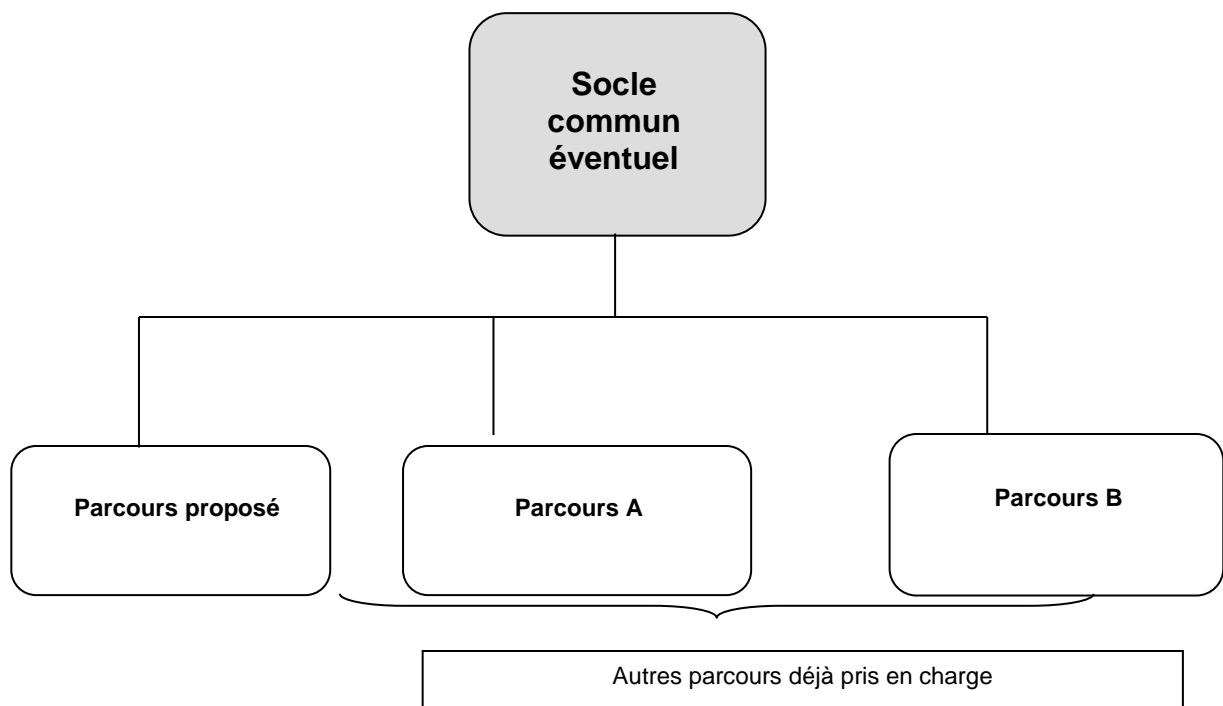 Socle
commun
éventuel
Parcours proposé
Parcours A
Parcours B
Autres parcours déjà pris en charge